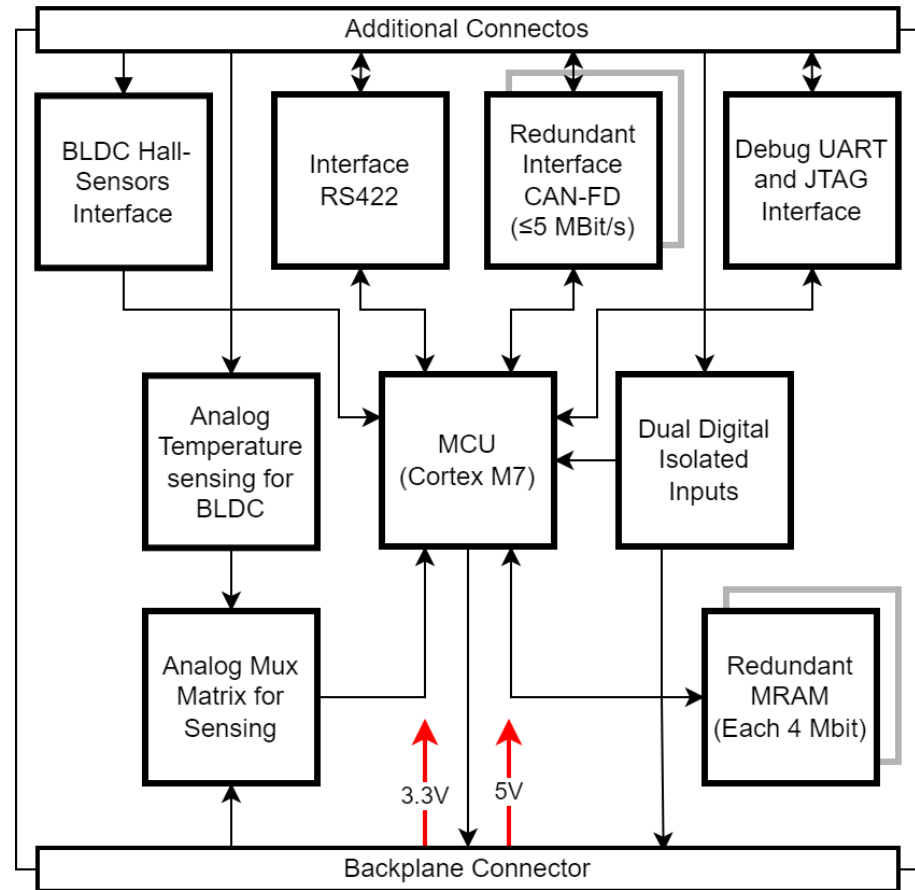 Additional Connectos
BLDC Hall-
Sensors
Interface
Interface
RS422
Redundant
Interface
CAN-FD
(≤5 MBit/s)
Debug UART
and JTAG
Interface
Analog
Temperature
sensing for
BLDC
MCU
(Cortex M7)
Dual Digital
Isolated
Inputs
Analog Mux
Matrix for
Sensing
Redundant
MRAM
(Each 4 Mbit)
3.3V
5V
Backplane Connector